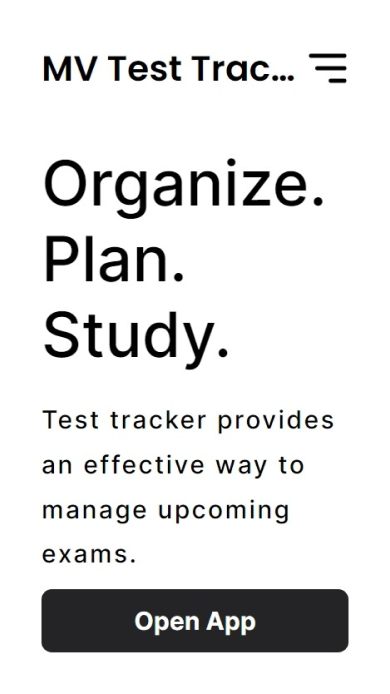 MV Test Trac...
Organize.
Plan.
Study.
Test tracker provides
an effective way to
manage upcoming
exams.
Open App